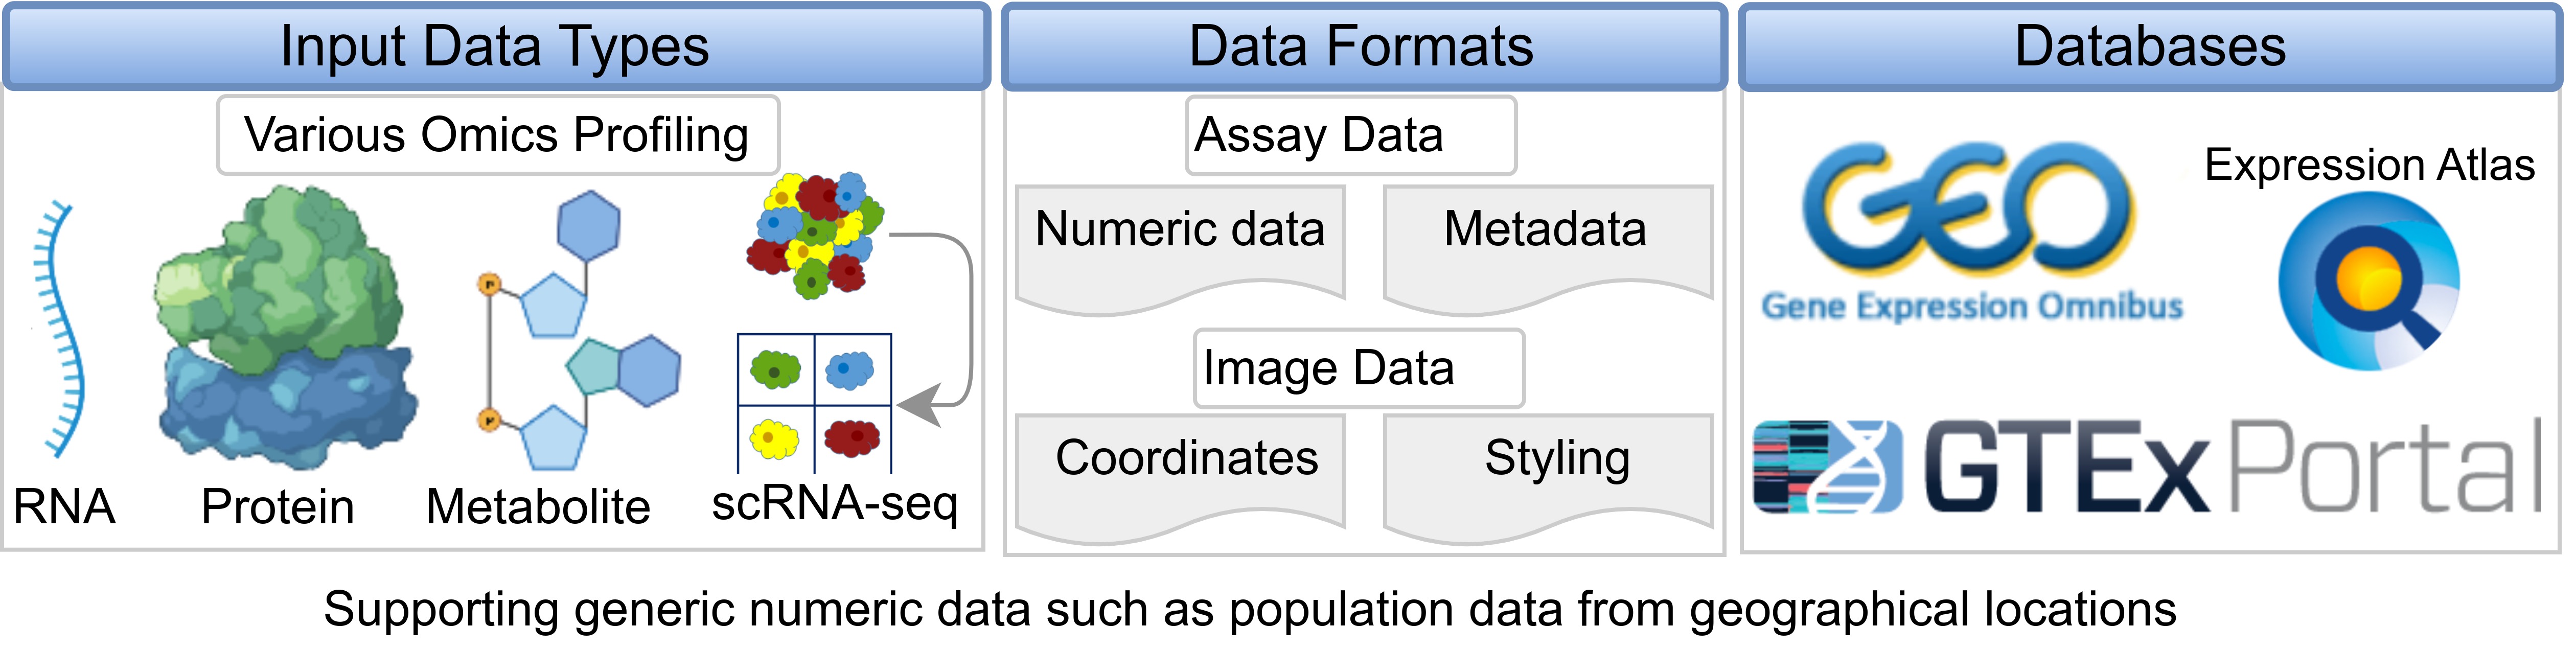 Input Data Types
Various Omics Profiling
P
P
RNA
Protein
Metabolite
scRNA-seq
Data Formats
Assay Data
Numeric data
Metadata
Image Data
Coordinates
Styling
Databases
GEO
Gene Expression Omnibus
Expression Atlas
GTEx Portal
Supporting generic numeric data such as population data from geographical locations